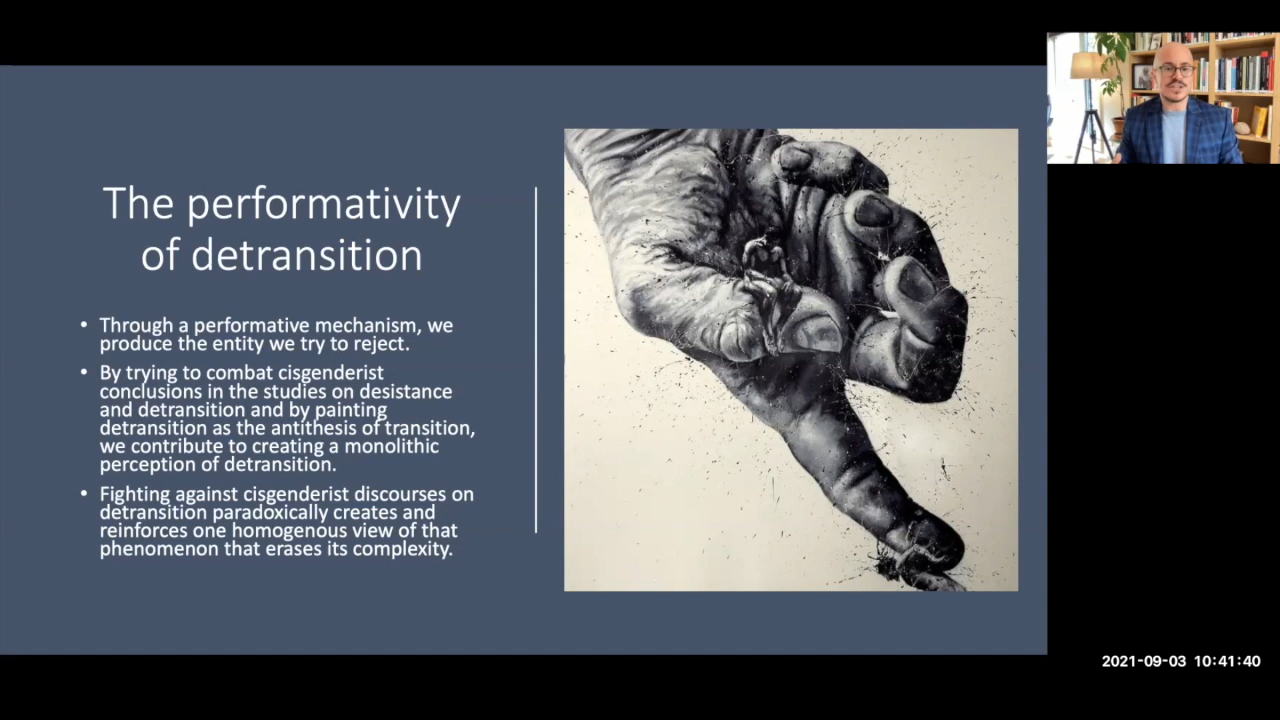 The performativity
of detransition
• Through a performative mechanism, we
produce the entity we try to reject.
• By trying to combat cisgenderist
conclusions in the studies on desistance
and detransition and by painting
detransition as the antithesis of transition,
we contribute to creating a monolithic
perception of detransition.
• Fighting against cisgenderist discourses on
detransition paradoxically creates and
reinforces one homogenous view of that
phenomenon that erases its complexity.
2021-09-03 10:41:40